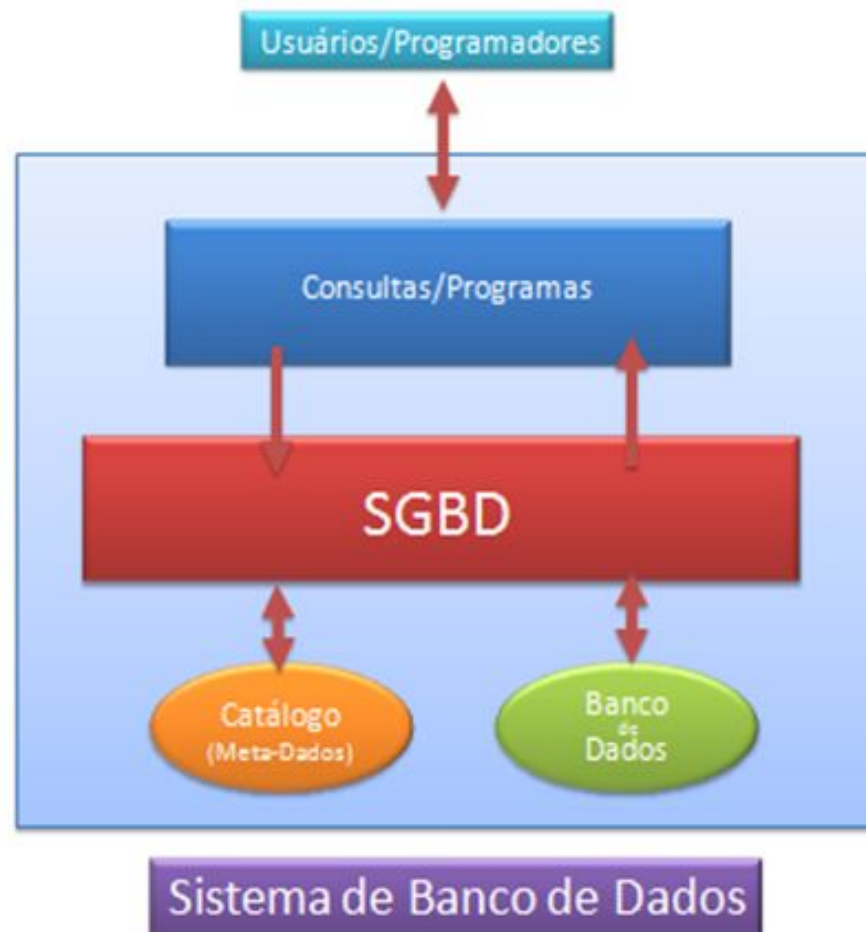 Usuários/Programadores
Consultas/Programas
SGBD
Catálogo
(Meta-Dados)
Banco
de
Dados
Sistema de Banco de Dados